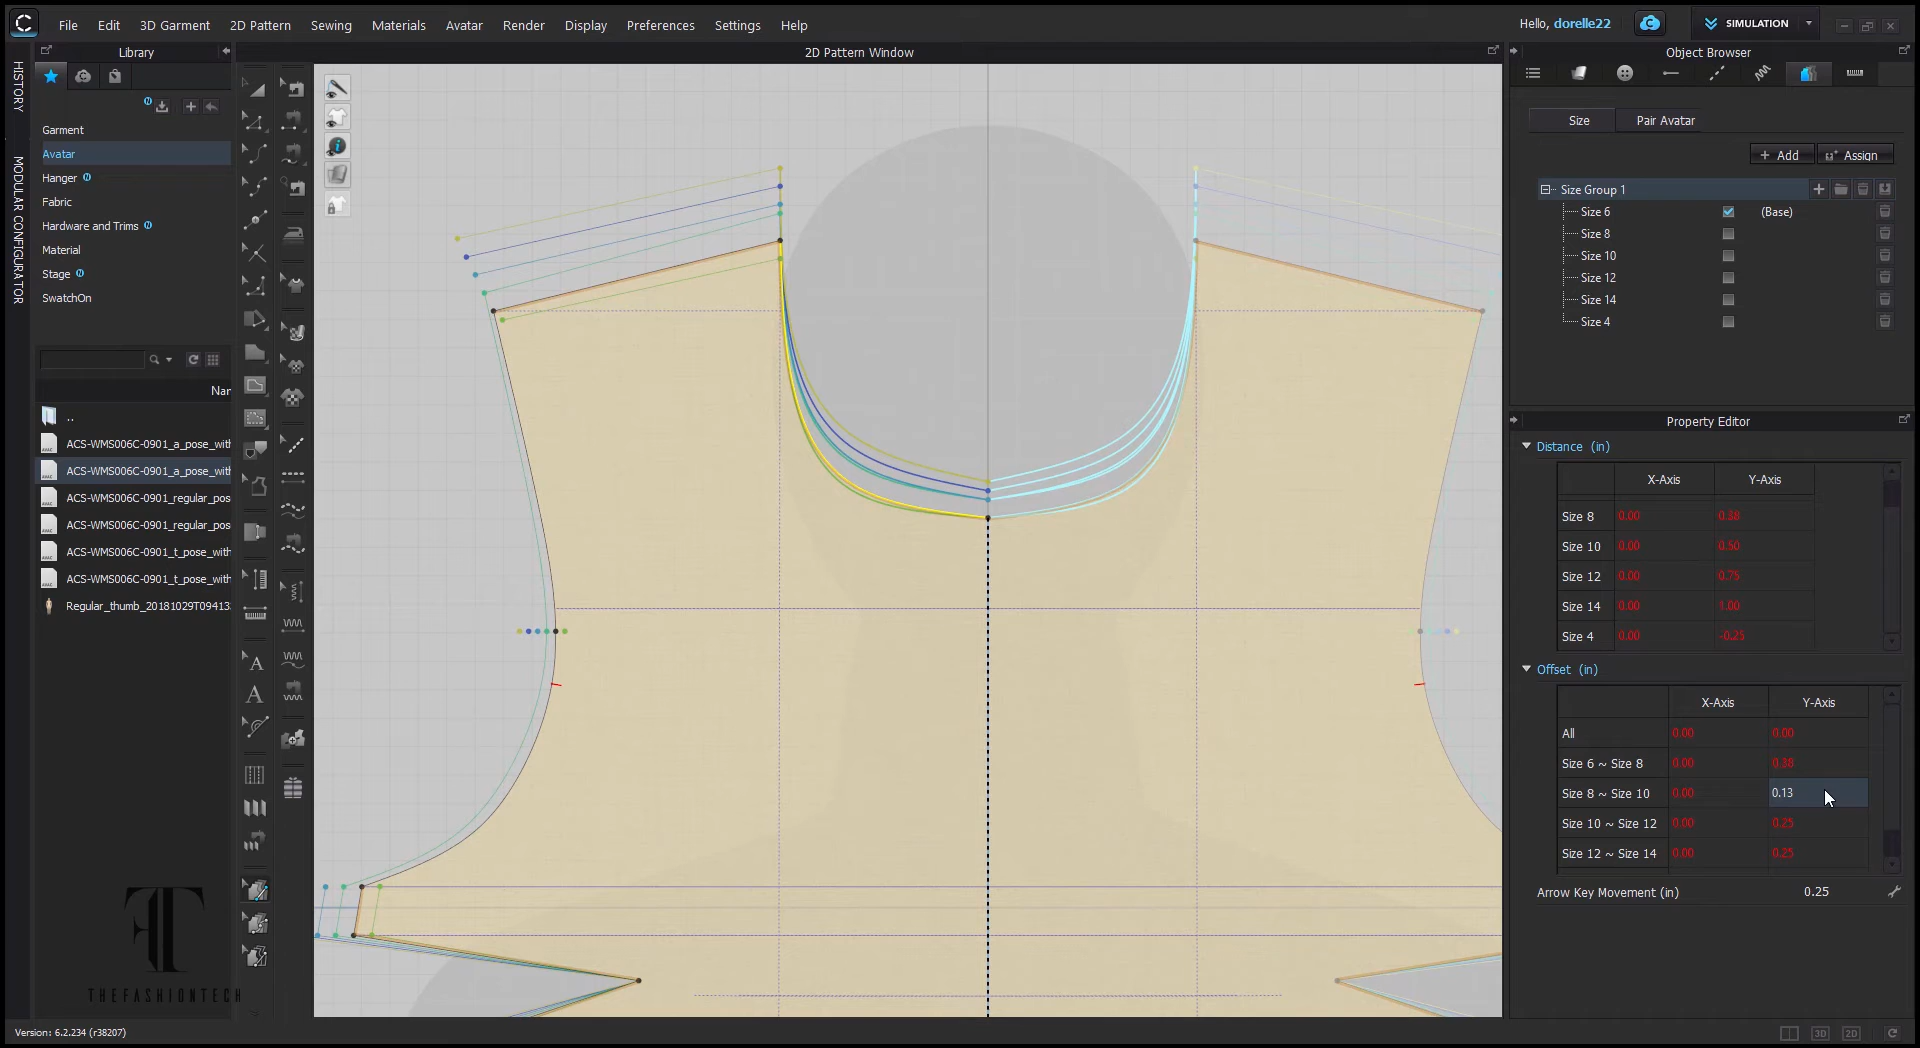 File Edit 3D Garment 2D Pattern Sewing Materials Avatar Render Display Preferences Settings Help
Hello, dorelle22
SIMULATION
HISTORY
MODULAR CONFIGURATOR
Library
Garment
Avatar
Hanger N
Fabric
Hardware and Trims N
Material
Stage N
SwatchOn
Nar
..
ACS-WMS006C-0901_a_pose_with
ACS-WMS006C-0901_a_pose_with
ACS-WMS006C-0901_regular_pos
ACS-WMS006C-0901_regular_pos
ACS-WMS006C-0901_t_pose_with
ACS-WMS006C-0901_t_pose_with
Regular_thumb_20181029T09413
THEFASHIONTECH
Version: 6.2.234 (r38207)
2D Pattern Window
Object Browser
Size Pair Avatar
+ Add Assign
Size Group 1
Size 6 (Base)
Size 8
Size 10
Size 12
Size 14
Size 4
Property Editor
Distance (in)
X-Axis Y-Axis
Size 8 0.00 0.38
Size 10 0.00 0.50
Size 12 0.00 0.75
Size 14 0.00 1.00
Size 4 0.00 -0.25
Offset (in)
X-Axis Y-Axis
All 0.00 0.00
Size 6 ~ Size 8 0.00 0.38
Size 8 ~ Size 10 0.00 0.13
Size 10 ~ Size 12 0.00 0.25
Size 12 ~ Size 14 0.00 0.25
Arrow Key Movement (in) 0.25
3D 2D